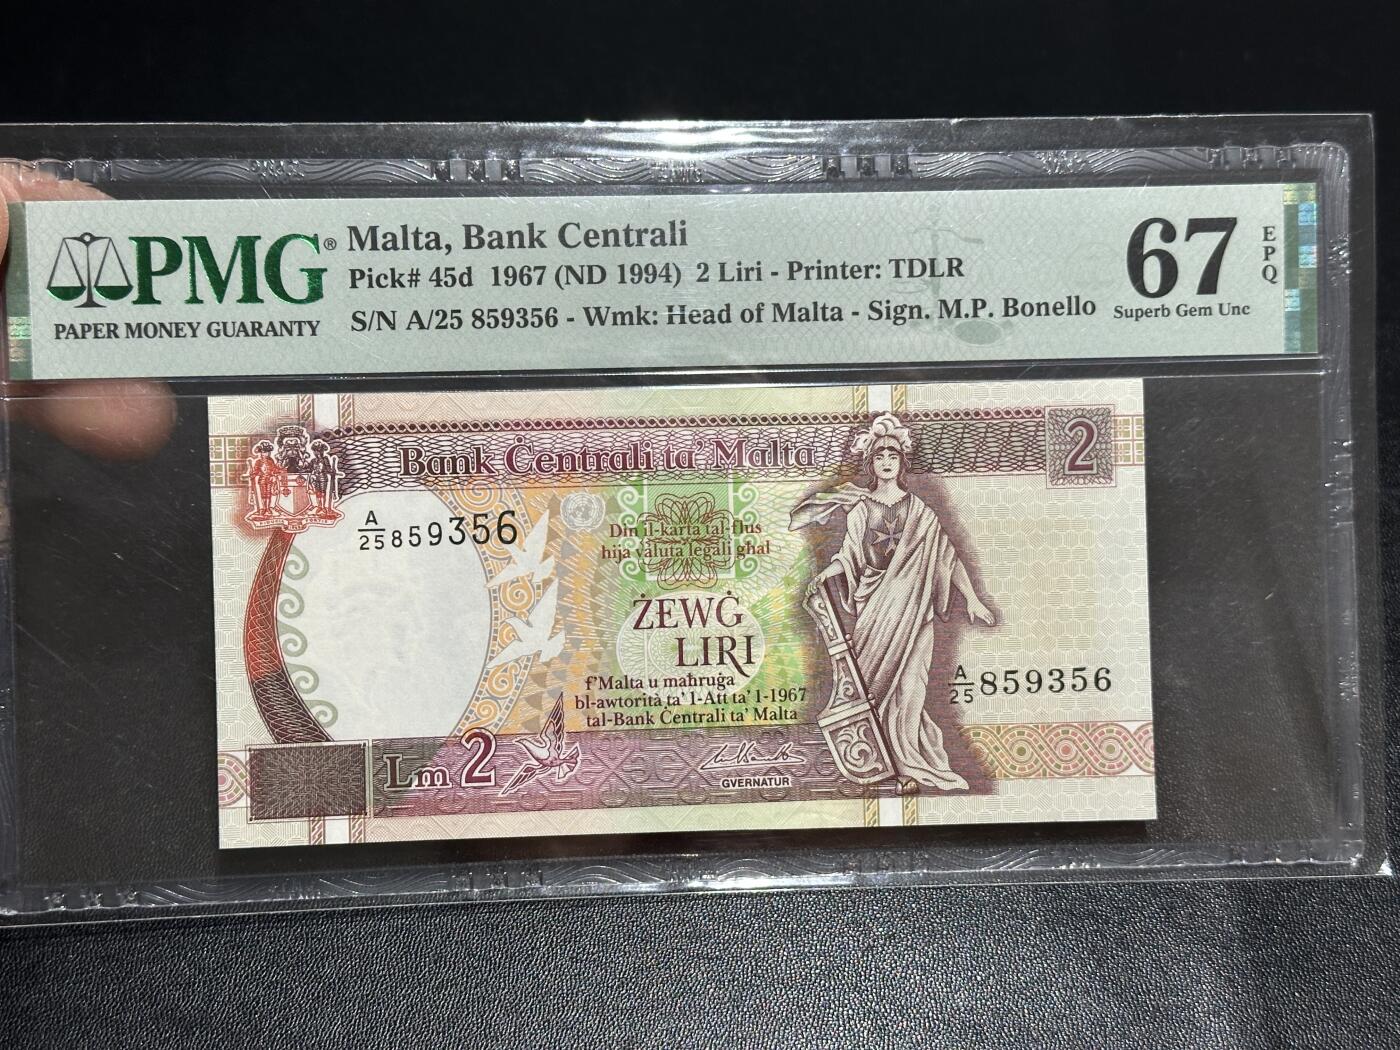 PMG®
PAPER MONEY GUARANTY
Malta, Bank Centrali
Pick# 45d 1967 (ND 1994) 2 Liri - Printer: TDLR
S/N A/25 859356 - Wmk: Head of Malta - Sign. M.P. Bonello
67
EPQ
Superb Gem Unc
Bank Ċentrali ta' Malta
2
A/25 859356
Din il-karta tal-flus
hija valuta legali għal
ŻEWĠ
LIRI
f'Malta u maħruġa
bl-awtorità ta' l-Att ta' l-1967
tal-Bank Ċentrali ta' Malta
A/25 859356
Lm 2
GVERNATUR